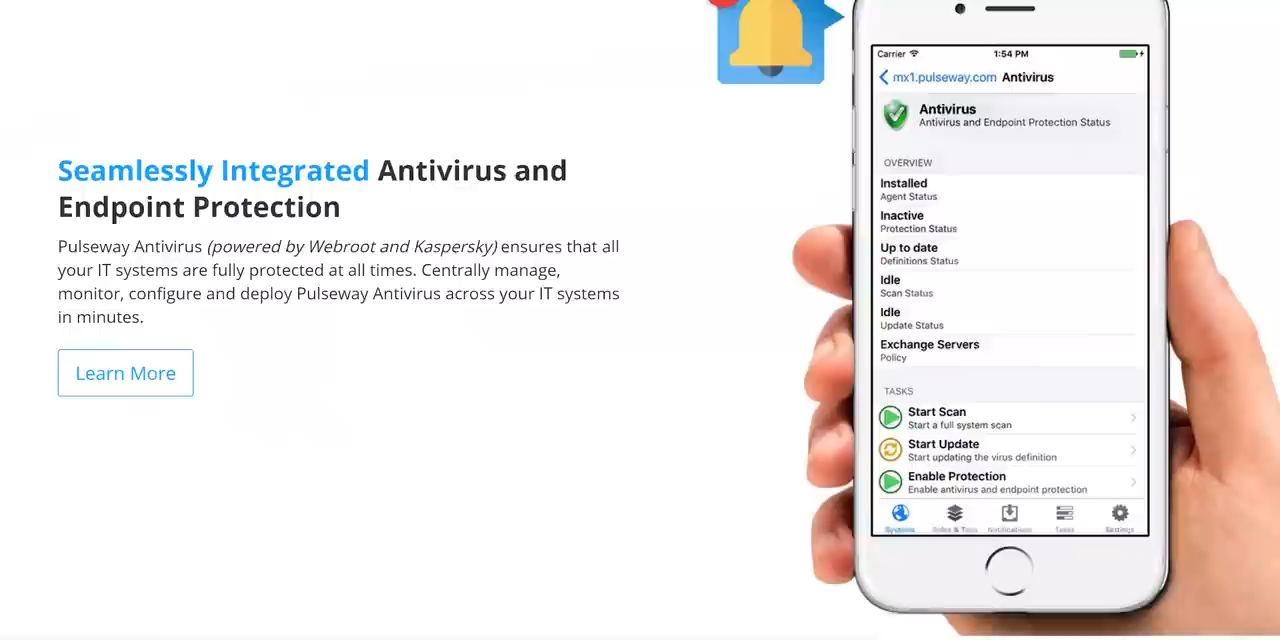 Seamlessly Integrated Antivirus and
Endpoint Protection
Pulseway Antivirus (powered by Webroot and Kaspersky) ensures that all
your IT systems are fully protected at all times. Centrally manage,
monitor, configure and deploy Pulseway Antivirus across your IT systems
in minutes.
Learn More
Carrier 1:54 PM
mx1.pulseway.com Antivirus
Antivirus
Antivirus and Endpoint Protection Status
OVERVIEW
Installed
Agent Status
Inactive
Protection Status
Up to date
Definitions Status
Idle
Scan Status
Idle
Update Status
Exchange Servers
Policy
TASKS
Start Scan
Start a full system scan
Start Update
Start updating the virus definition
Enable Protection
Enable antivirus and endpoint protection
Systems Notifications Tasks Settings